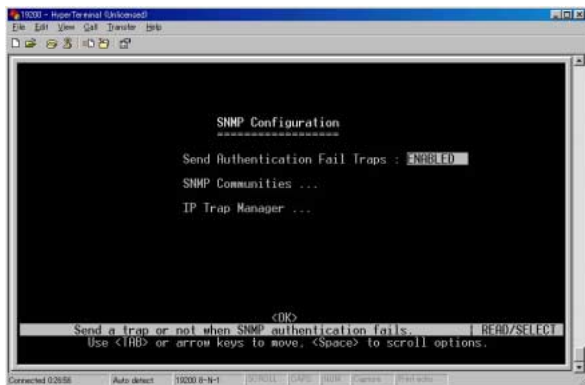 19200 - HyperTerminal (Unlicensed)
File Edit View Call Transfer Help
SNMP Configuration
==================
Send Authentication Fail Traps : ENABLED
SNMP Communities ...
IP Trap Manager ...
<OK>
Send a trap or not when SNMP authentication fails. | READ/SELECT
Use <TAB> or arrow keys to move, <Space> to scroll options.
Connected 0:26:56 Auto detect 19200 8-N-1 SCROLL CAPS NUM Capture Print echo